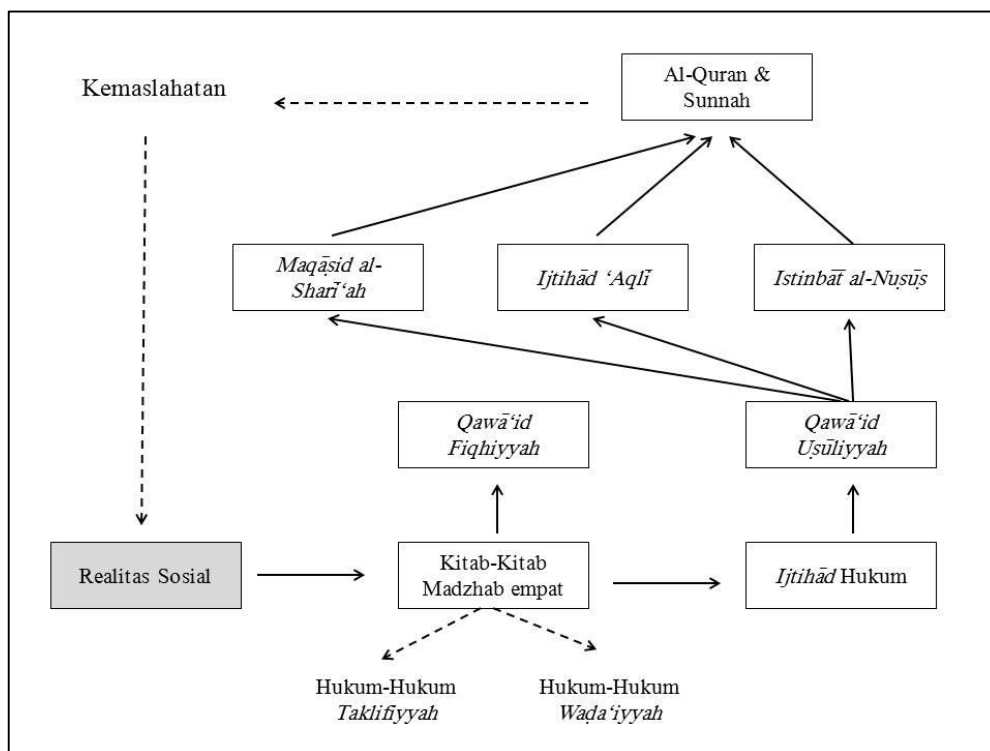 Kemaslahatan
Al-Quran &
Sunnah
Maqāṣid al-
Sharī‘ah
Ijtihād ‘Aqlī
Istinbāṭ al-Nuṣūṣ
Qawā‘id
Fiqhiyyah
Qawā‘id
Uṣūliyyah
Realitas Sosial
Kitab-Kitab
Madzhab empat
Ijtihād Hukum
Hukum-Hukum
Taklifiyyah
Hukum-Hukum
Waḍa‘iyyah